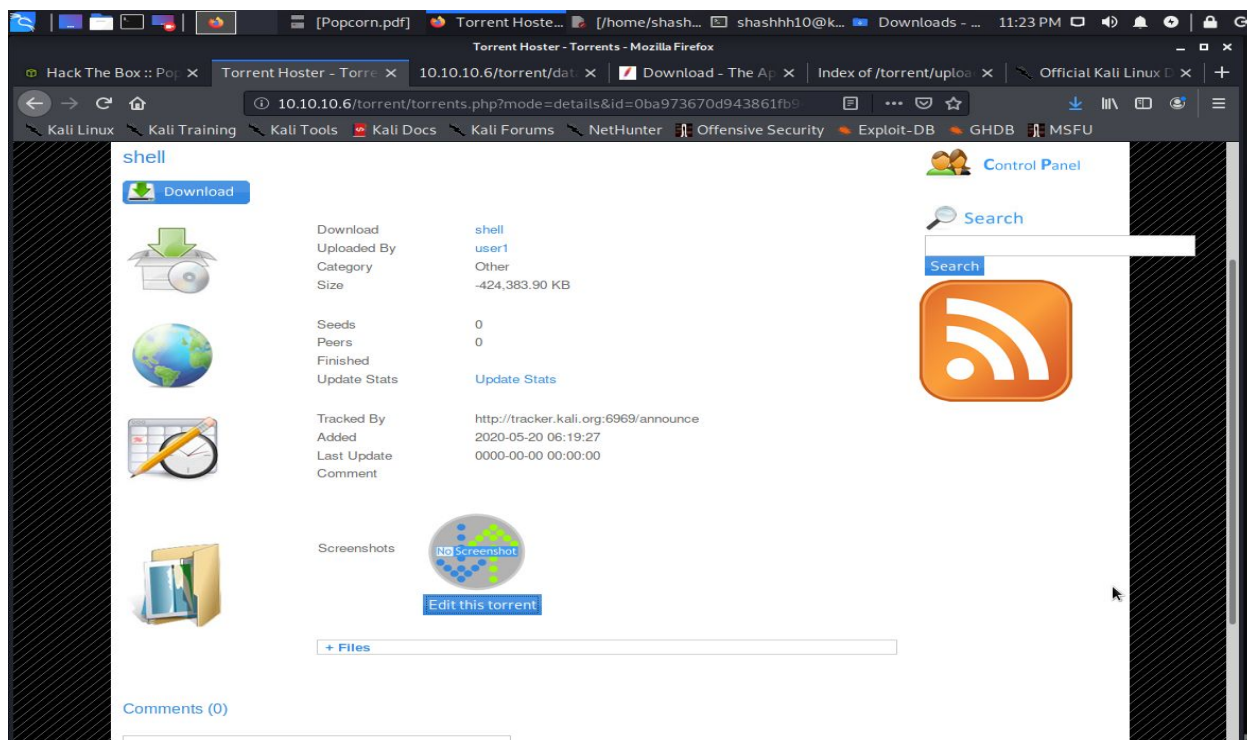 [Popcorn.pdf]
Torrent Hoste...
[/home/shash...
shashhh10@k...
Downloads - ...
11:23 PM
G
Torrent Hoster - Torrents - Mozilla Firefox
Hack The Box :: Pop
Torrent Hoster - Torre
10.10.10.6/torrent/dat
Download - The Ap
Index of /torrent/uploa
Official Kali Linux D
10.10.10.6/torrent/torrents.php?mode=details&id=0ba973670d943861fb9
Kali Linux
Kali Training
Kali Tools
Kali Docs
Kali Forums
NetHunter
Offensive Security
Exploit-DB
GHDB
MSFU
shell
Download
Control Panel
Search
Search
Download shell
Uploaded By user1
Category Other
Size -424,383.90 KB
Seeds 0
Peers 0
Finished
Update Stats Update Stats
Tracked By http://tracker.kali.org:6969/announce
Added 2020-05-20 06:19:27
Last Update 0000-00-00 00:00:00
Comment
Screenshots
No Screenshot
Edit this torrent
+ Files
Comments (0)